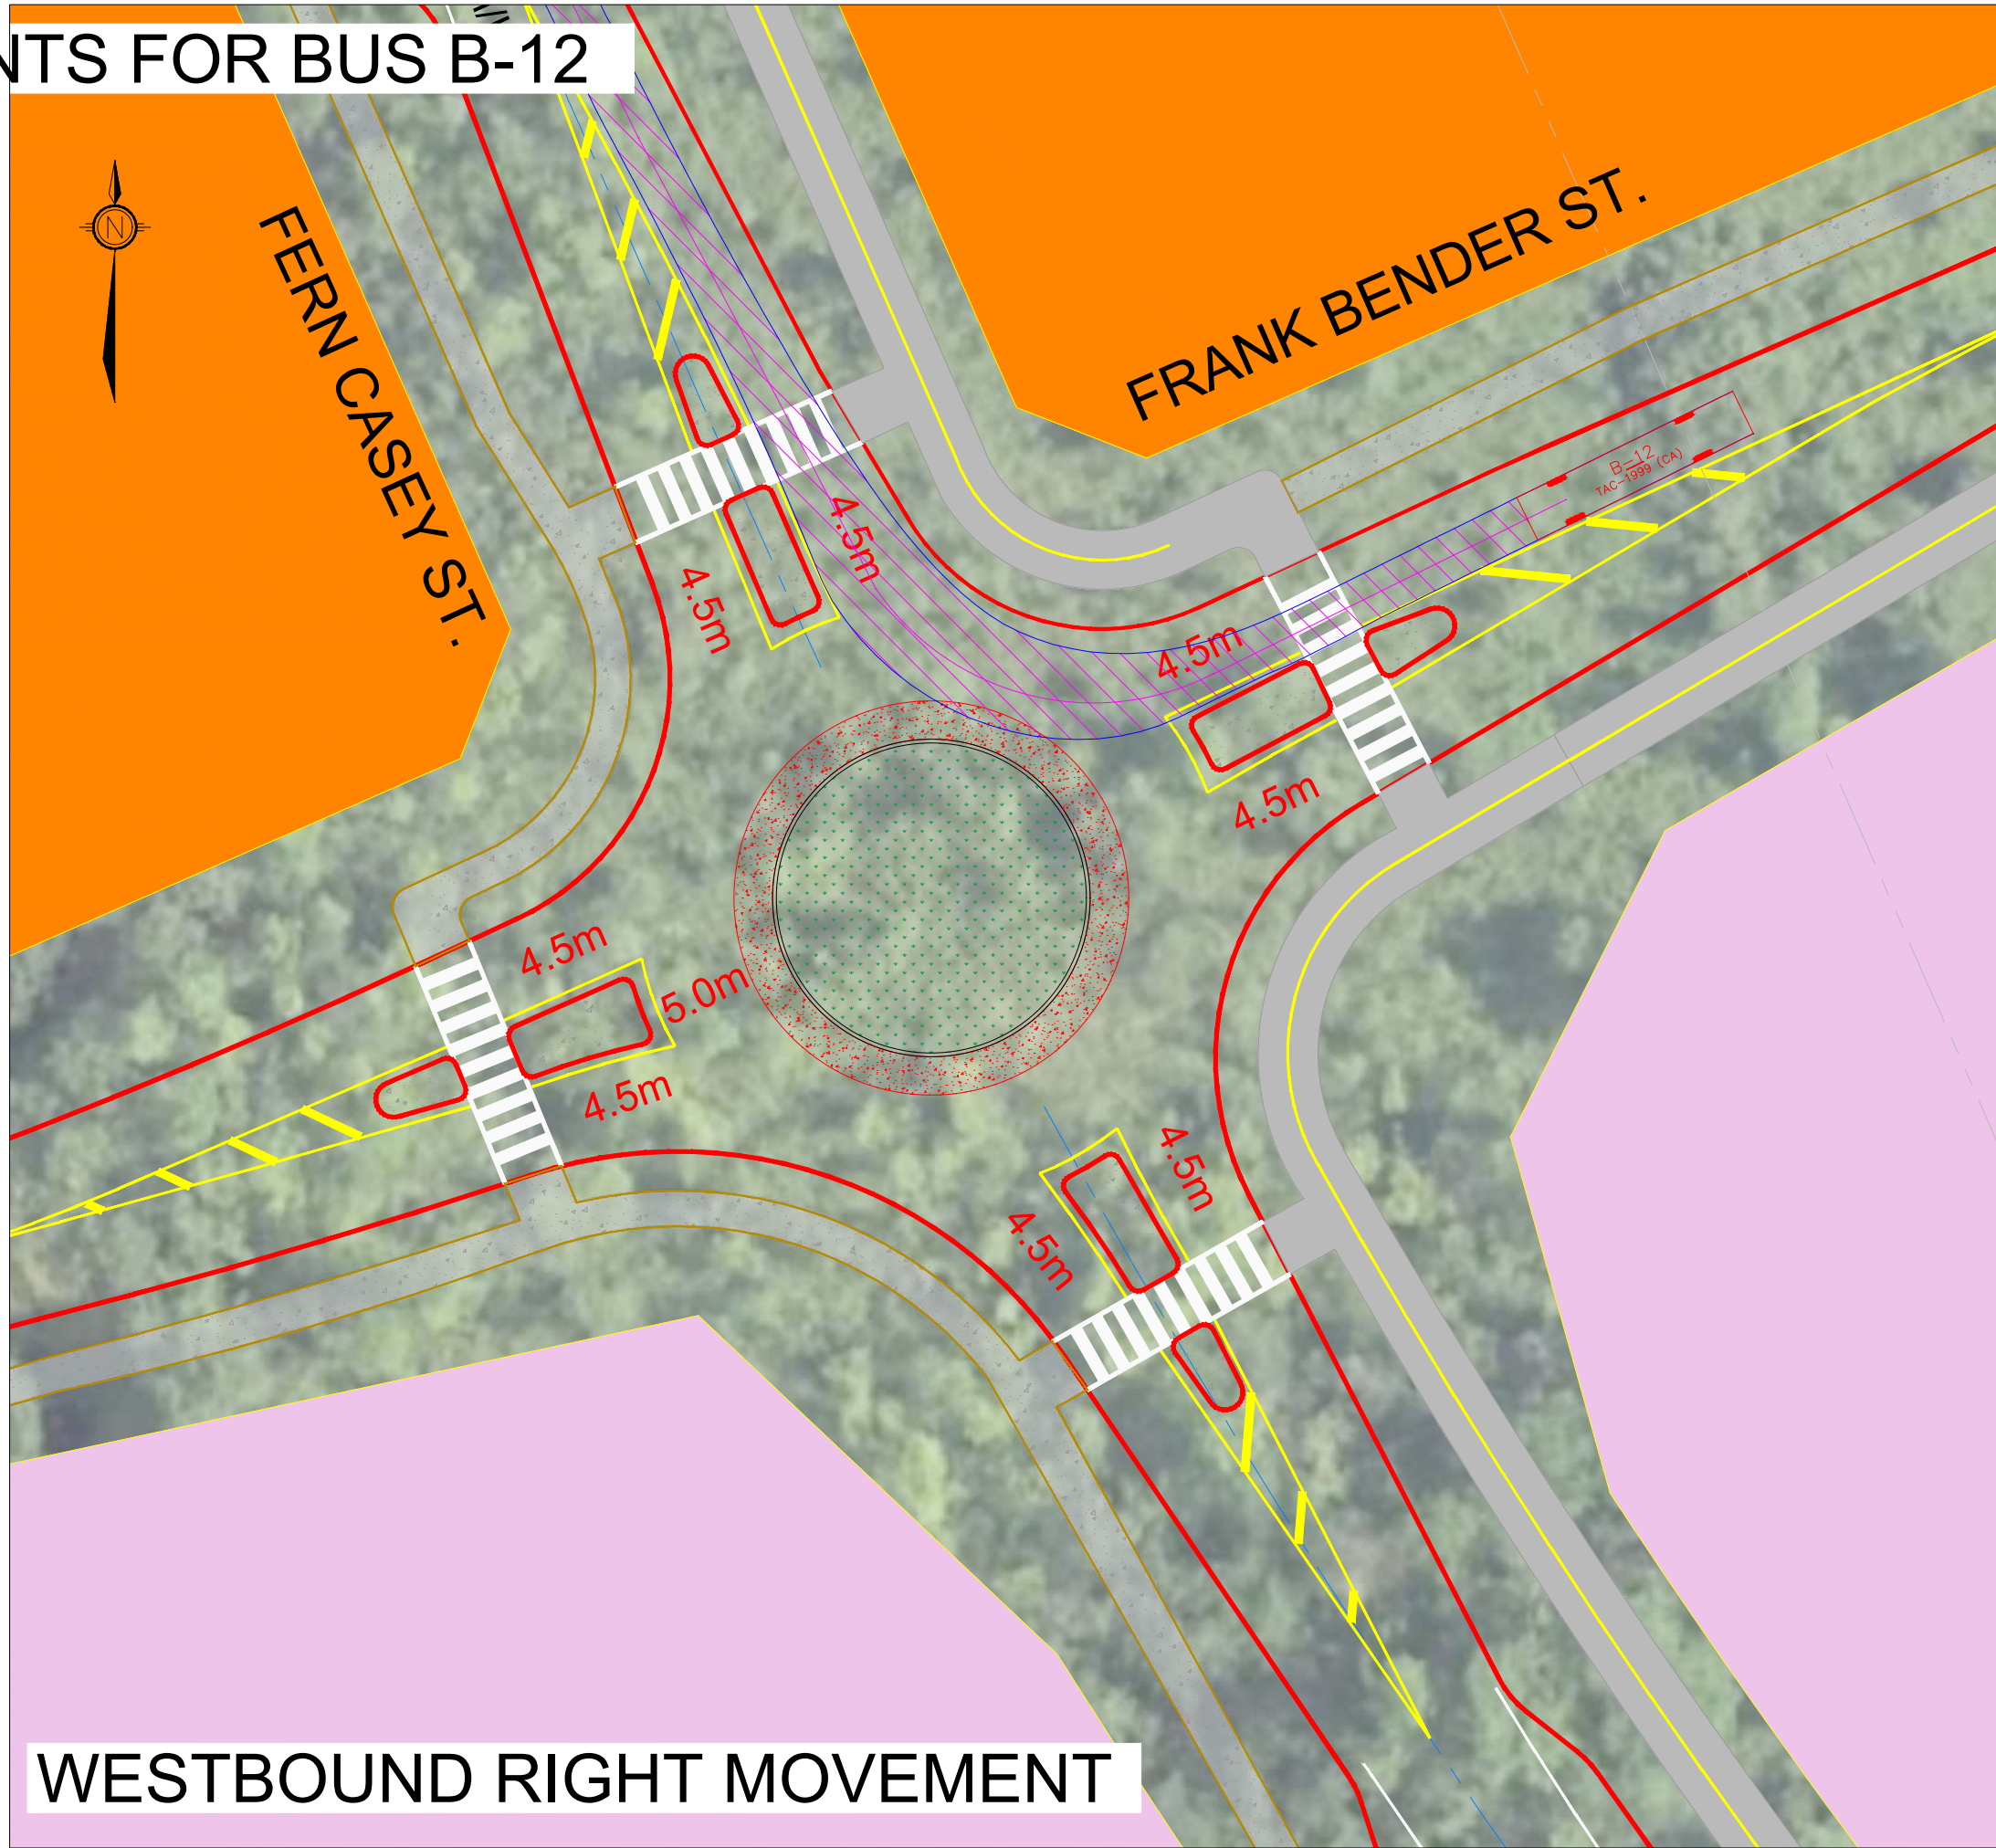 NTS FOR BUS B-12
N
FERN CASEY ST.
FRANK BENDER ST.
B-12
TAC-1999 (CA)
4.5m
4.5m
4.5m
4.5m
4.5m
5.0m
4.5m
4.5m
4.5m
WESTBOUND RIGHT MOVEMENT